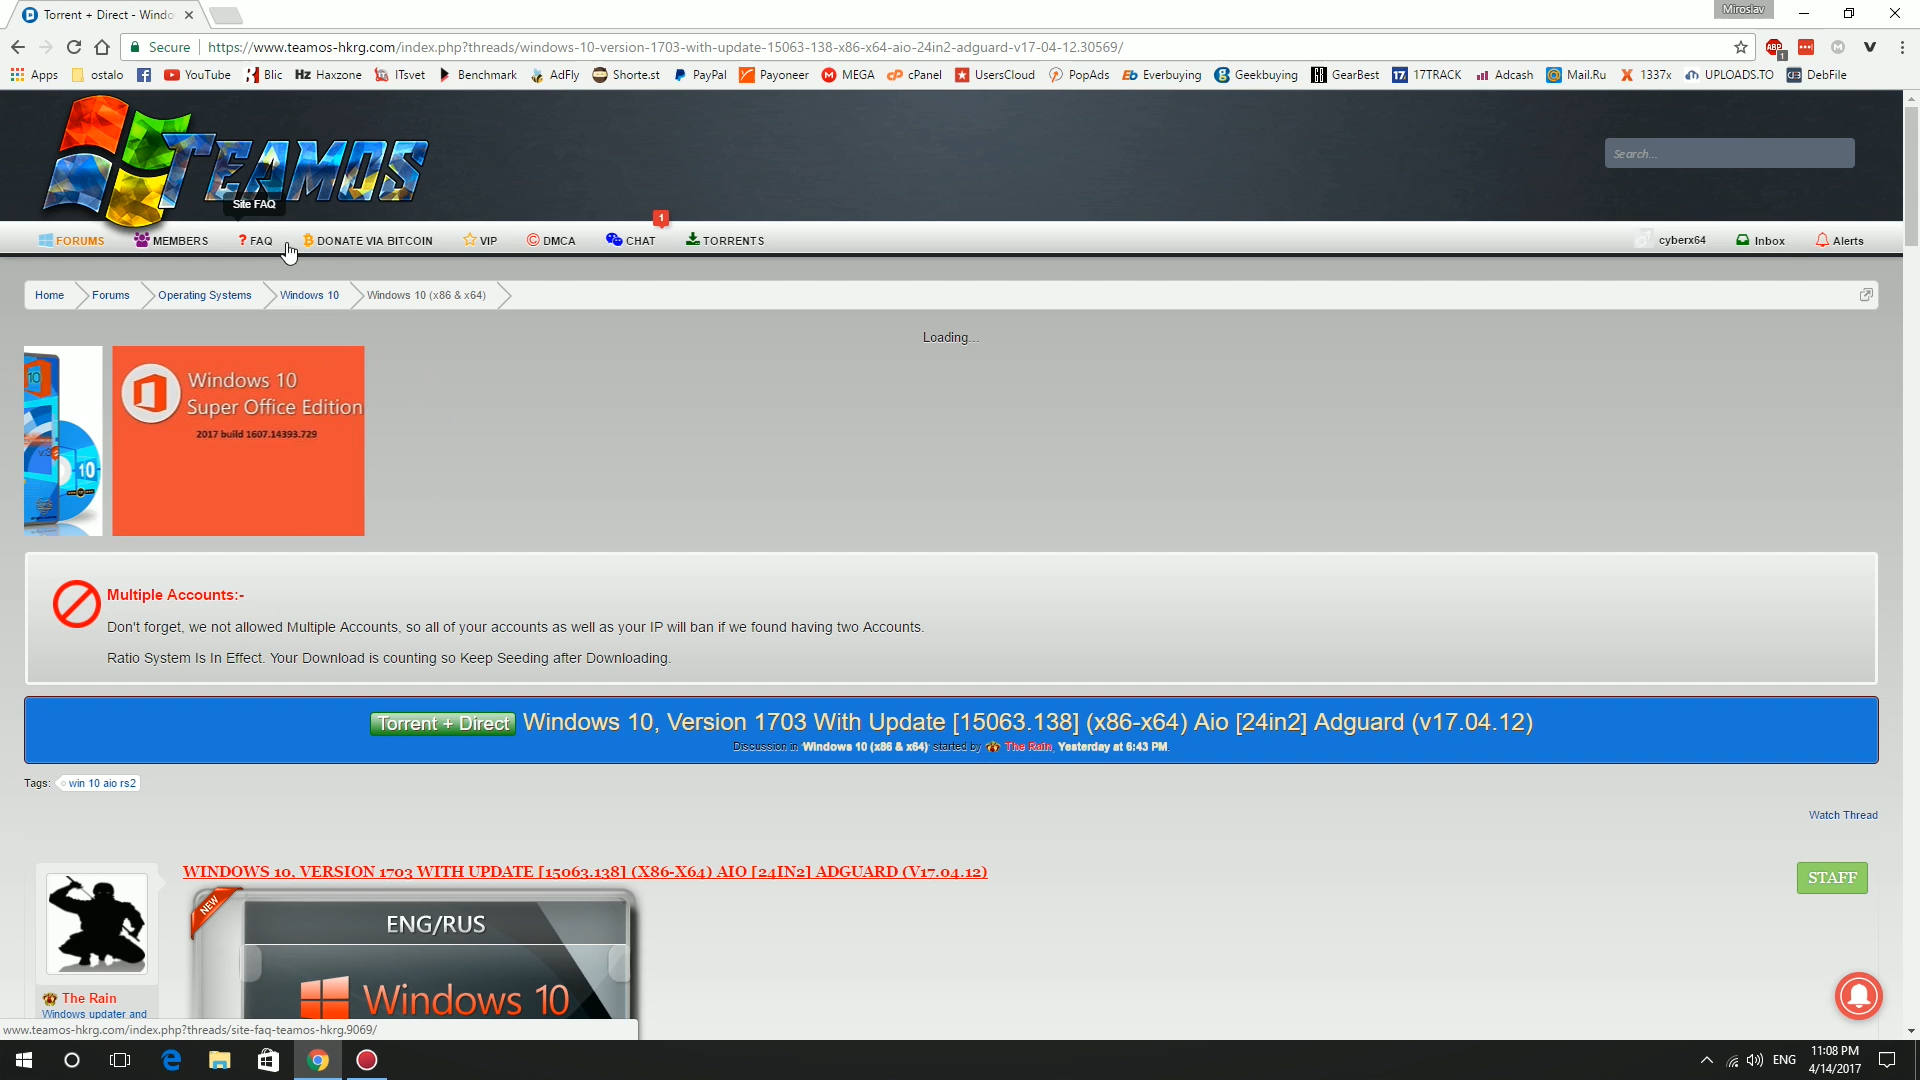 Torrent + Direct - Windo
Miroslav
Secure
https://www.teamos-hkrg.com/index.php?threads/windows-10-version-1703-with-update-15063-138-x86-x64-aio-24in2-adguard-v17-04-12.30569/
ABP 1
Apps ostalo YouTube Blic Hz Haxzone ITsvet Benchmark AdFly Shorte.st PayPal Payoneer MEGA cPanel UsersCloud PopAds Everbuying Geekbuying GearBest 17TRACK Adcash Mail.Ru 1337x UPLOADS.TO DebFile
TEAMOS
Search...
Site FAQ
1
FORUMS MEMBERS ? FAQ DONATE VIA BITCOIN VIP DMCA CHAT TORRENTS cyberx64 Inbox Alerts
Home Forums Operating Systems Windows 10 Windows 10 (x86 & x64)
Loading...
10
10
Windows 10
Super Office Edition
2017 build 1607.14393.729
Multiple Accounts:-
Don't forget, we not allowed Multiple Accounts, so all of your accounts as well as your IP will ban if we found having two Accounts.
Ratio System Is In Effect. Your Download is counting so Keep Seeding after Downloading.
Torrent + Direct Windows 10, Version 1703 With Update [15063.138] (x86-x64) Aio [24in2] Adguard (v17.04.12)
Discussion in 'Windows 10 (x86 & x64)' started by The Rain, Yesterday at 6:43 PM.
Tags: win 10 aio rs2
Watch Thread
WINDOWS 10, VERSION 1703 WITH UPDATE [15063.138] (X86-X64) AIO [24IN2] ADGUARD (V17.04.12)
STAFF
NEW
ENG/RUS
Windows 10
The Rain
Windows updater and
www.teamos-hkrg.com/index.php?threads/site-faq-teamos-hkrg.9069/
ENG
11:08 PM
4/14/2017